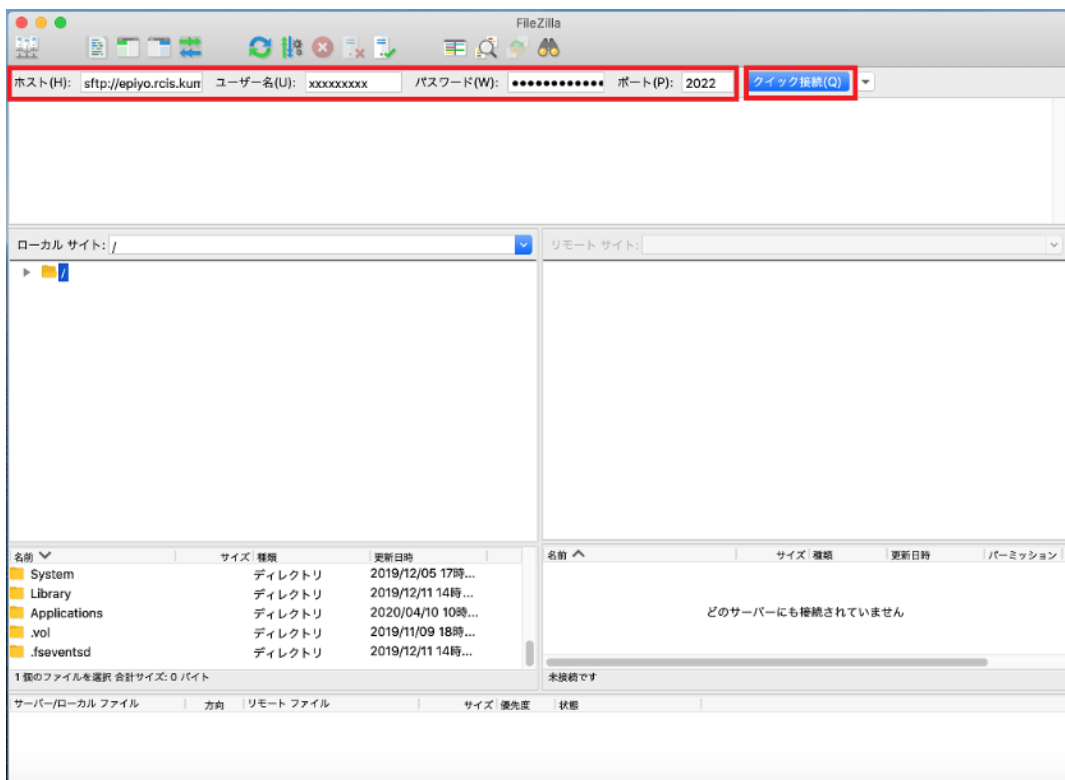 FileZilla
ホスト(H): sftp://epiyo.rcis.kum ユーザー名(U): xxxxxxxxx パスワード(W): ●●●●●●●●●●●● ポート(P): 2022 クイック接続(Q)
ローカル サイト: /
リモート サイト:
/
名前 サイズ 種類 更新日時
System ディレクトリ 2019/12/05 17時...
Library ディレクトリ 2019/12/11 14時...
Applications ディレクトリ 2020/04/10 10時...
.vol ディレクトリ 2019/11/09 18時...
.fseventsd ディレクトリ 2019/12/11 14時...
1個のファイルを選択 合計サイズ: 0 バイト
名前 サイズ 種類 更新日時 パーミッション
どのサーバーにも接続されていません
未接続です
サーバー/ローカル ファイル 方向 リモート ファイル サイズ 優先度 状態